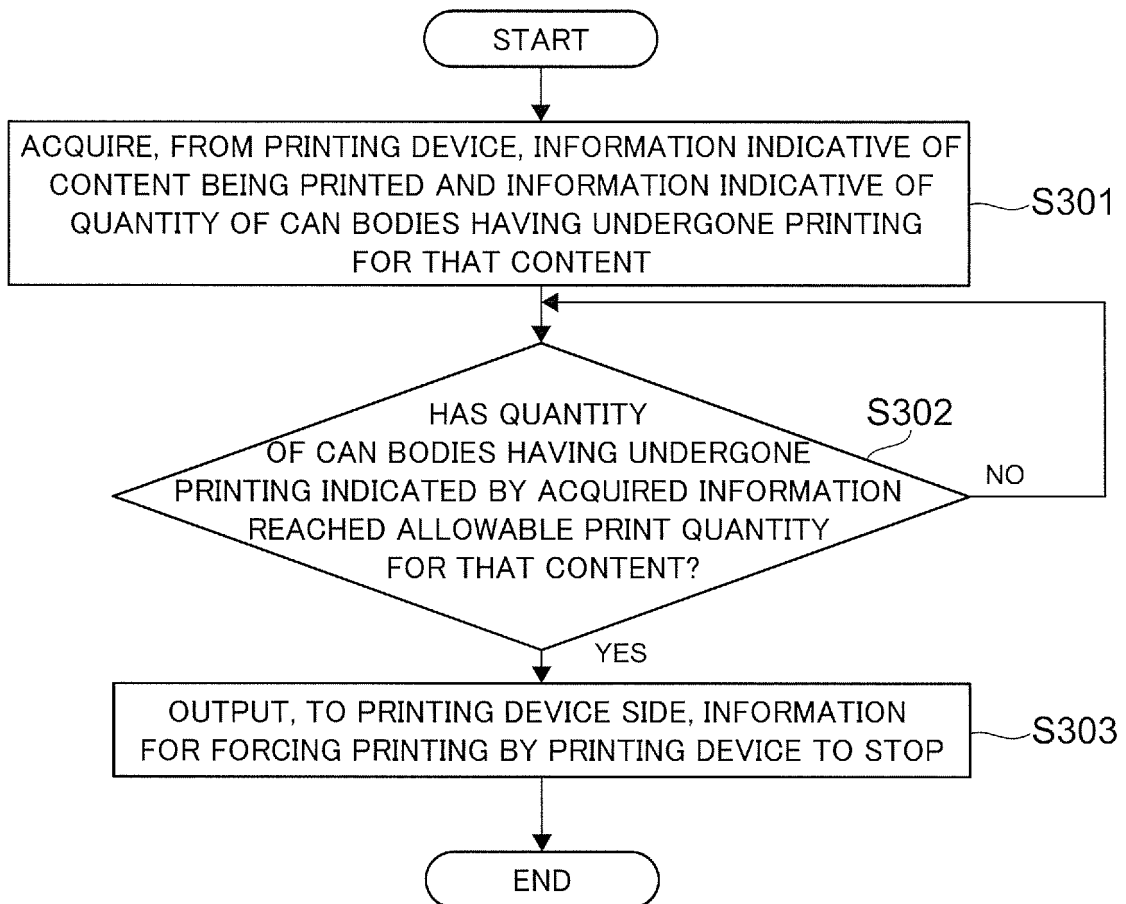 START
ACQUIRE, FROM PRINTING DEVICE, INFORMATION INDICATIVE OF
CONTENT BEING PRINTED AND INFORMATION INDICATIVE OF
QUANTITY OF CAN BODIES HAVING UNDERGONE PRINTING
FOR THAT CONTENT
S301
HAS QUANTITY
OF CAN BODIES HAVING UNDERGONE
PRINTING INDICATED BY ACQUIRED INFORMATION
REACHED ALLOWABLE PRINT QUANTITY
FOR THAT CONTENT?
S302
NO
YES
OUTPUT, TO PRINTING DEVICE SIDE, INFORMATION
FOR FORCING PRINTING BY PRINTING DEVICE TO STOP
S303
END